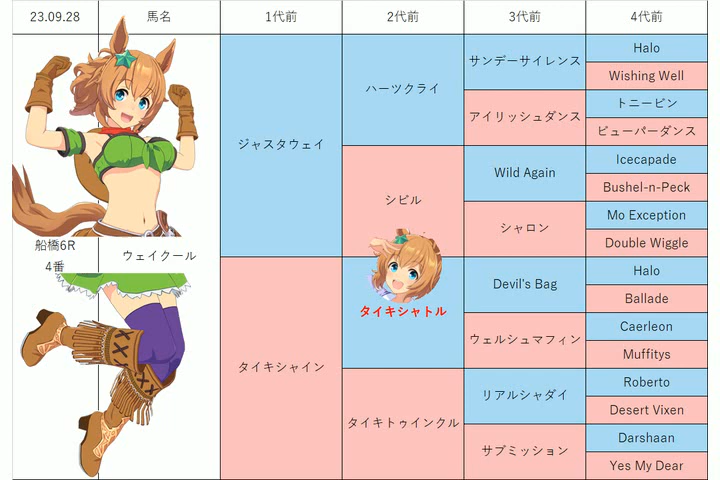 23.09.28
馬名
1代前
2代前
3代前
4代前
船橋6R
4番
ウェイクール
ジャスタウェイ
タイキシャイン
ハーツクライ
シビル
タイキシャトル
タイキトゥインクル
サンデーサイレンス
アイリッシュダンス
Wild Again
シャロン
Devil's Bag
ウェルシュマフィン
リアルシャダイ
サブミッション
Halo
Wishing Well
トニービン
ビューパーダンス
Icecapade
Bushel-n-Peck
Mo Exception
Double Wiggle
Halo
Ballade
Caerleon
Muffitys
Roberto
Desert Vixen
Darshaan
Yes My Dear